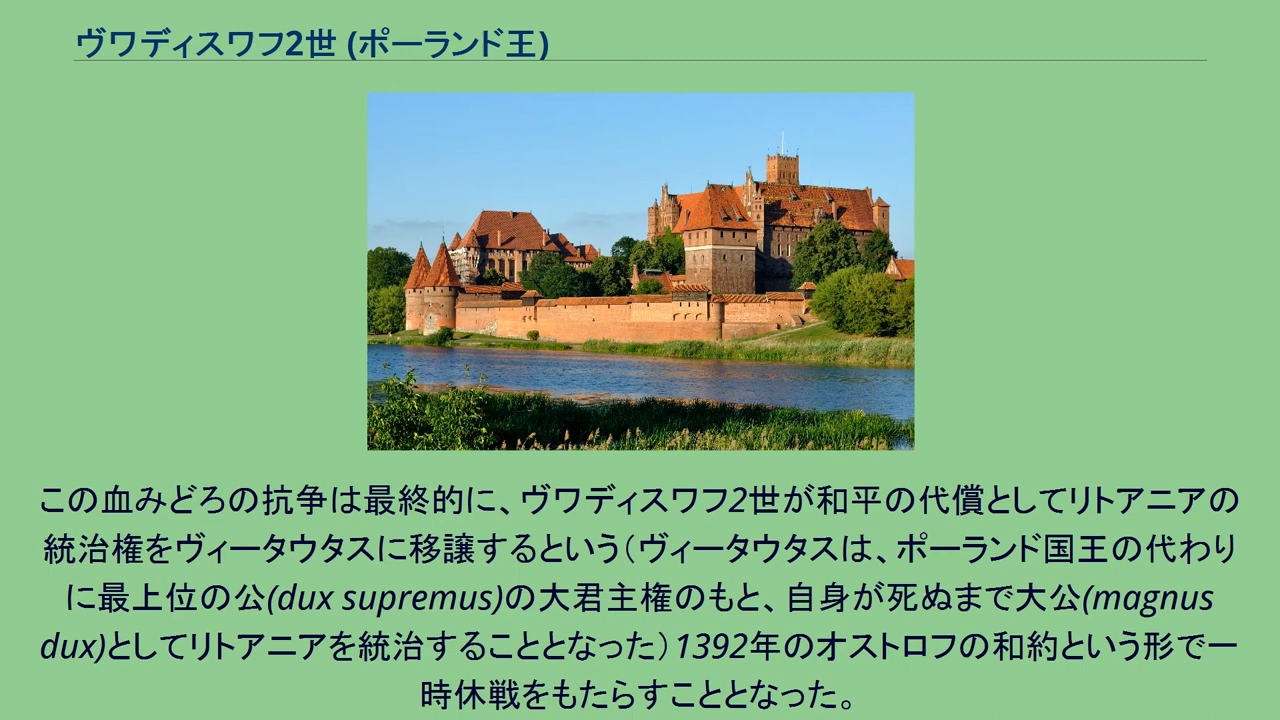 ヴワディスワフ2世 (ポーランド王)
この血みどろの抗争は最終的に、ヴワディスワフ2世が和平の代償としてリトアニアの
統治権をヴィータウタスに移譲するという（ヴィータウタスは、ポーランド国王の代わり
に最上位の公(dux supremus)の大君主権のもと、自身が死ぬまで大公(magnus
dux)としてリトアニアを統治することとなった）1392年のオストロフの和約という形で一
時休戦をもたらすこととなった。